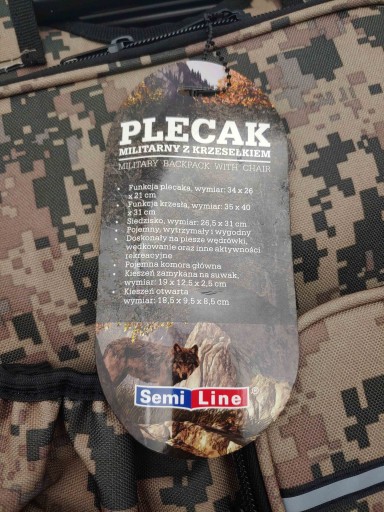 PLECAK
MILITARNY Z KRZESEŁKIEM
MILITARY BACKPACK WITH CHAIR
• Funkcja plecaka, wymiar: 34 x 26
x 21 cm
• Funkcja krzesła, wymiar: 35 x 40
x 31 cm
• Siedzisko, wymiar: 26,5 x 31 cm
• Pojemny, wytrzymały i wygodny
• Doskonały na piesze wędrówki,
wędkowanie oraz inne aktywności
rekreacyjne
• Pojemna komora główna
• Kieszeń zamykana na suwak,
wymiar: 19 x 12,5 x 2,5 cm
• Kieszeń otwarta
wymiar: 18,5 x 9,5 x 8,5 cm
Semi Line